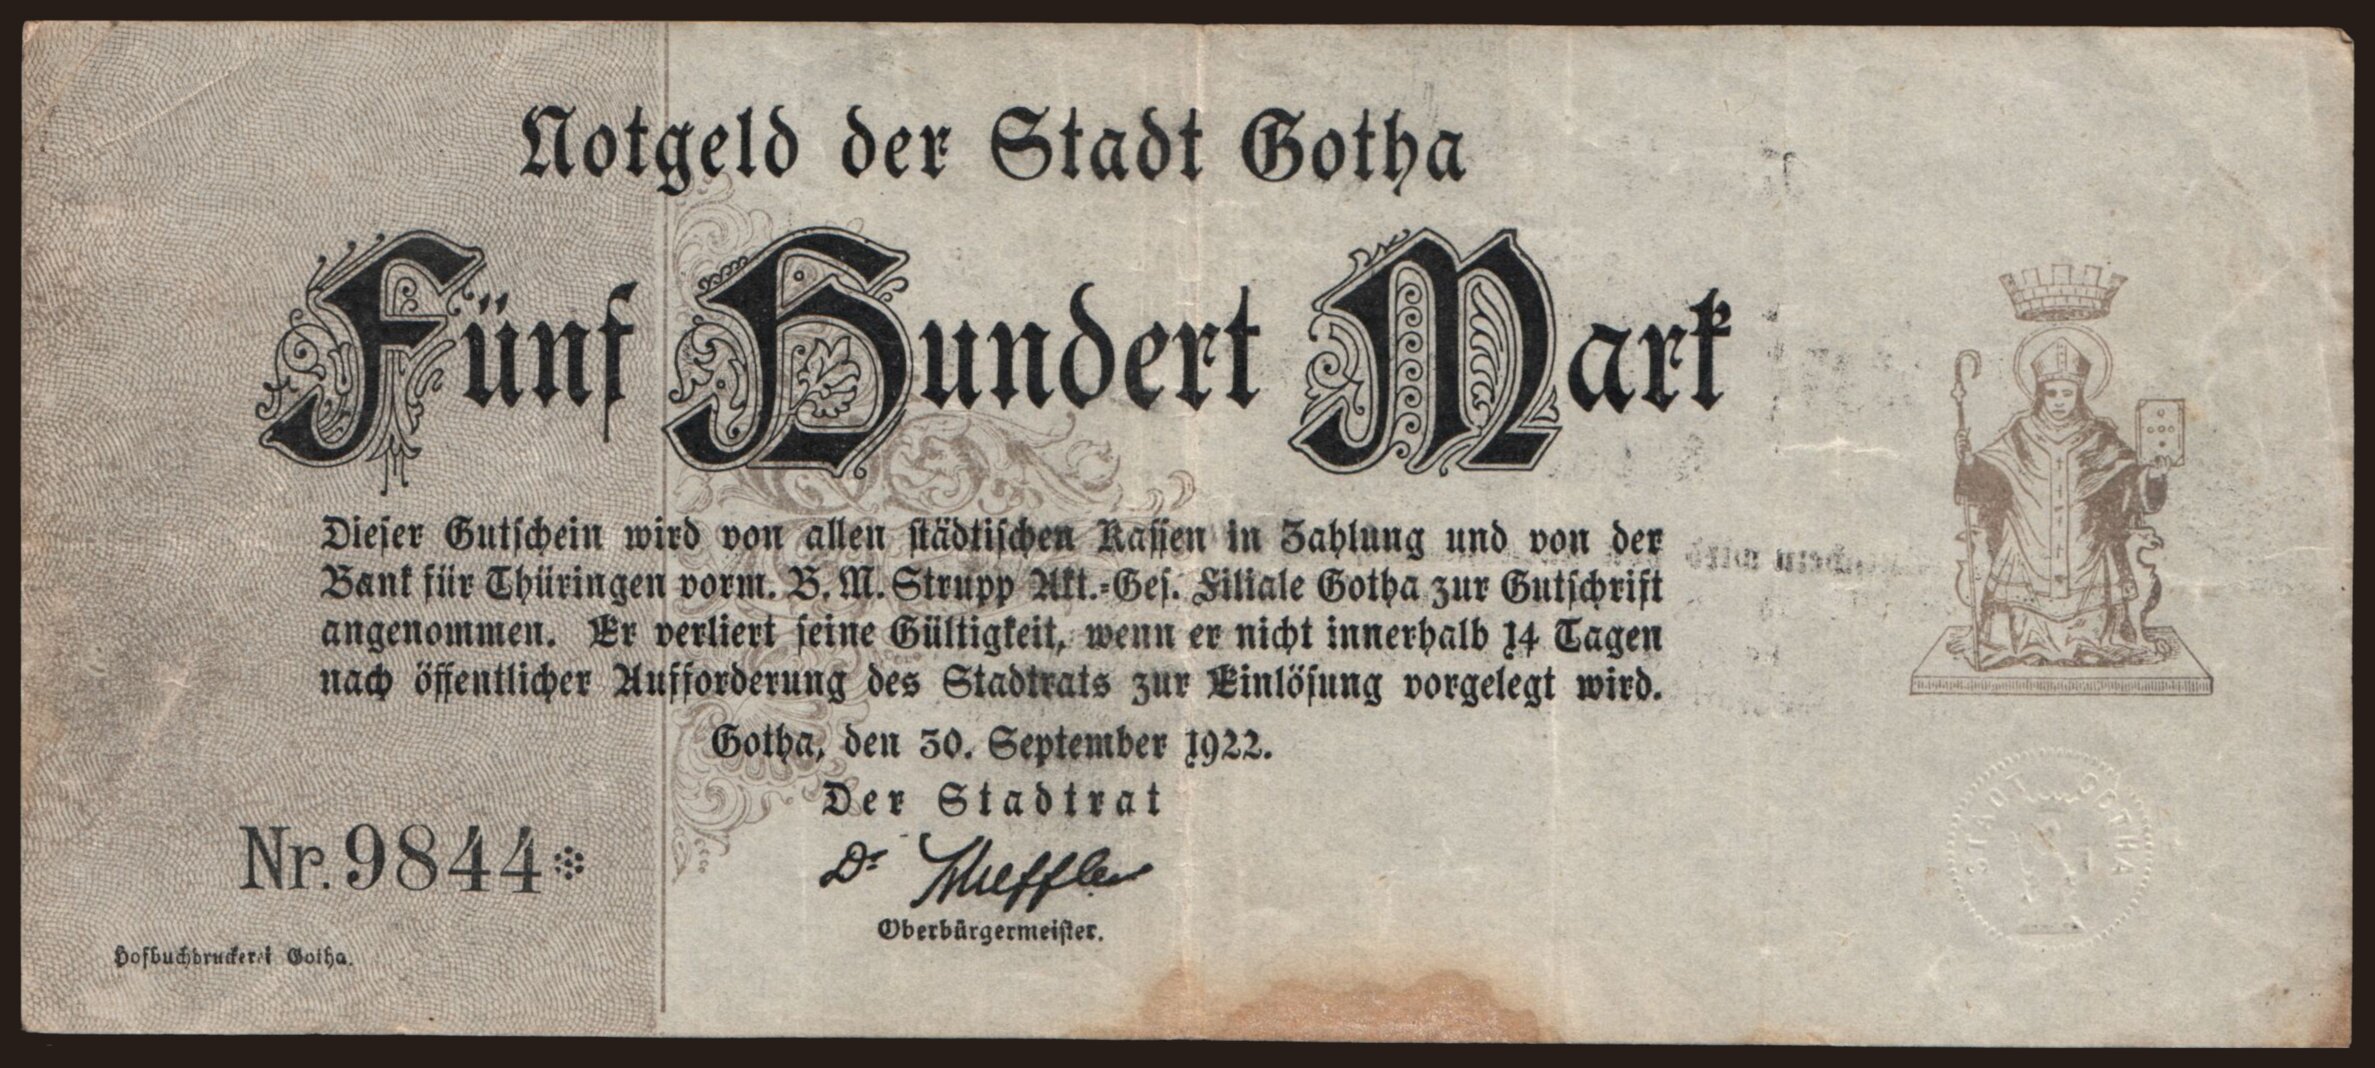 Notgeld der Stadt Gotha
Fünf Hundert Mark
Dieser Gutschein wird von allen städtischen Kassen in Zahlung und von der
Bank für Thüringen vorm. B. M. Strupp Akt.-Ges. Filiale Gotha zur Gutschrift
angenommen. Er verliert seine Gültigkeit, wenn er nicht innerhalb 14 Tagen
nach öffentlicher Aufforderung des Stadtrats zur Einlösung vorgelegt wird.
Gotha, den 30. September 1922.
Der Stadtrat
Dr Scheffler
Oberbürgermeister.
Nr. 9844
Hofbuchdruckerei Gotha.
STADT GOTHA